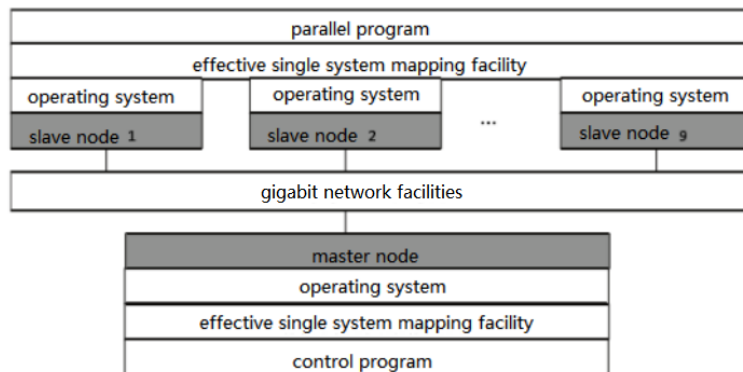 parallel program
effective single system mapping facility
operating system operating system operating system
slave node 1 slave node 2 ... slave node 9
gigabit network facilities
master node
operating system
effective single system mapping facility
control program